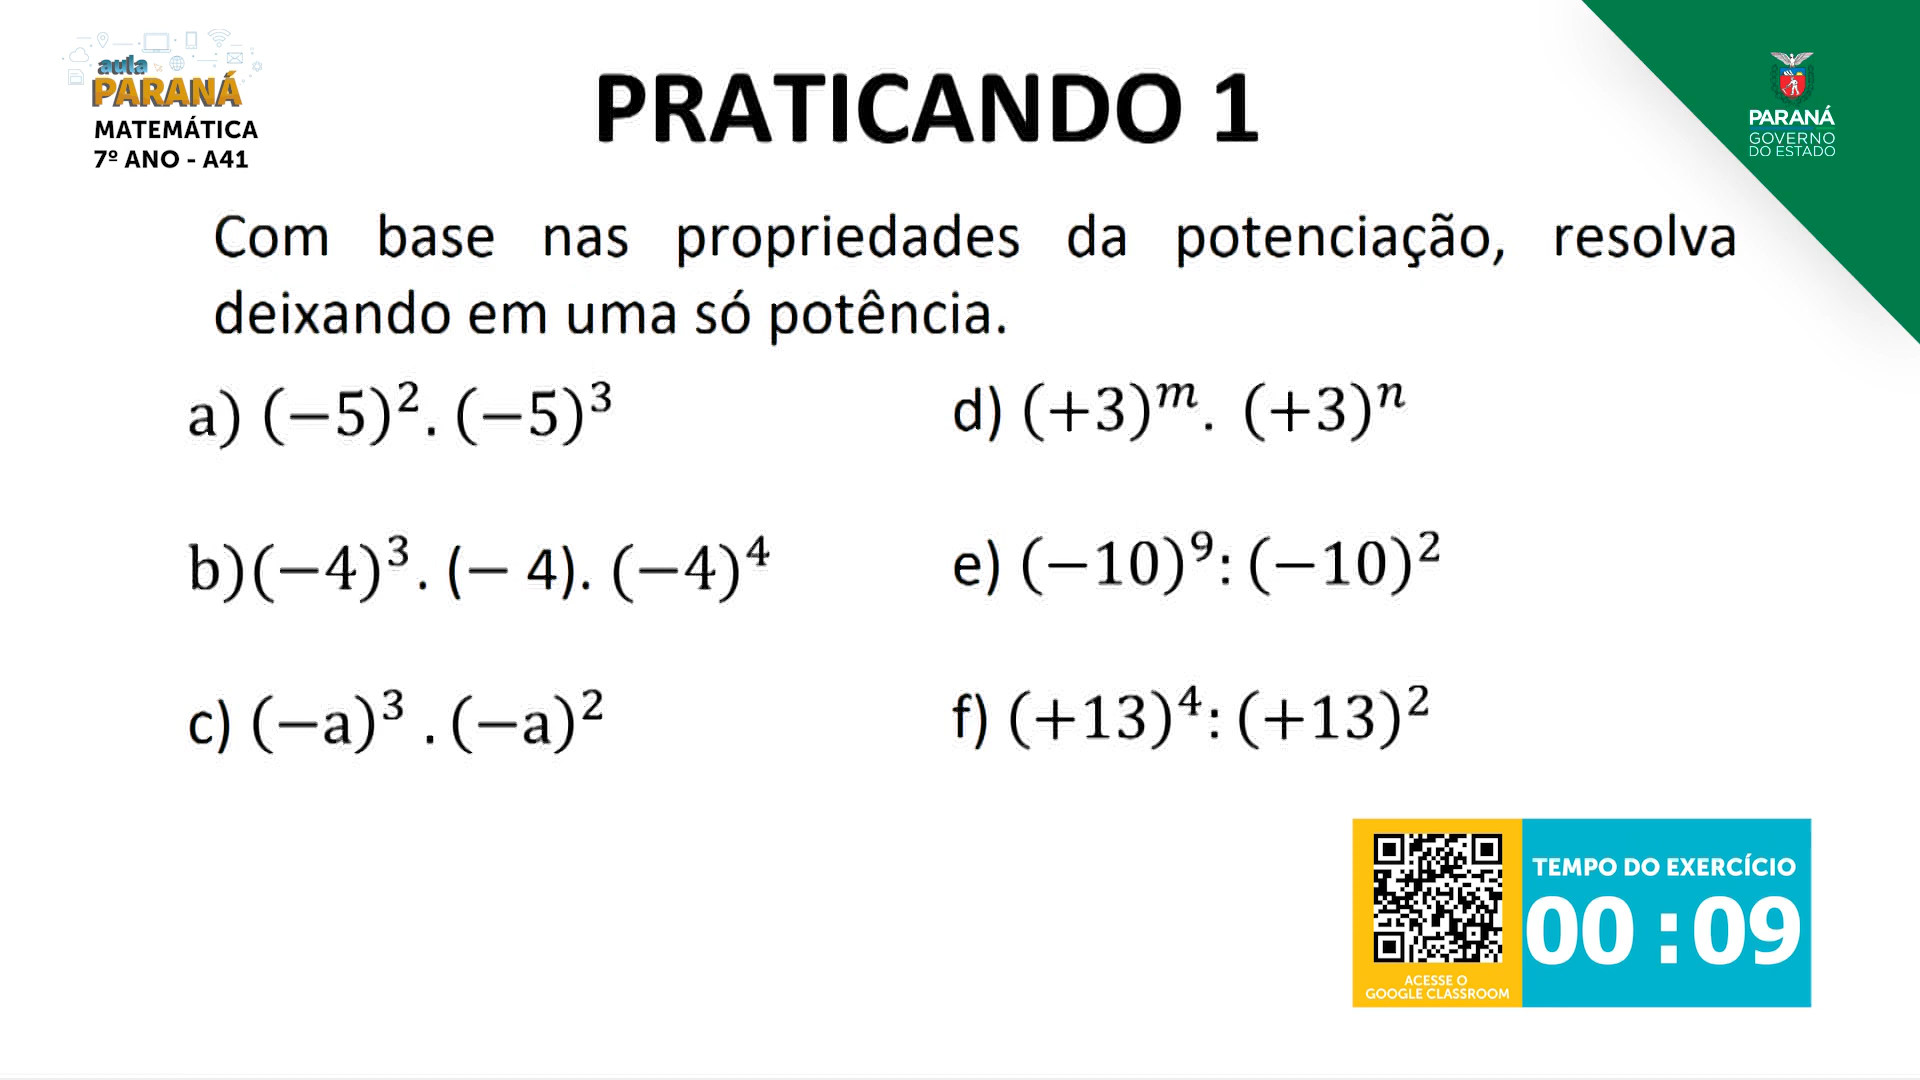 aula
PARANÁ
MATEMÁTICA
7º ANO - A41
PRATICANDO 1
PARANÁ
GOVERNO
DO ESTADO
Com base nas propriedades da potenciação, resolva
deixando em uma só potência.
a) (−5)². (−5)³
b)(−4)³. (− 4). (−4)⁴
c) (−a)³ . (−a)²
d) (+3)ᵐ. (+3)ⁿ
e) (−10)⁹: (−10)²
f) (+13)⁴: (+13)²
ACESSE O
GOOGLE CLASSROOM
TEMPO DO EXERCÍCIO
00 :09